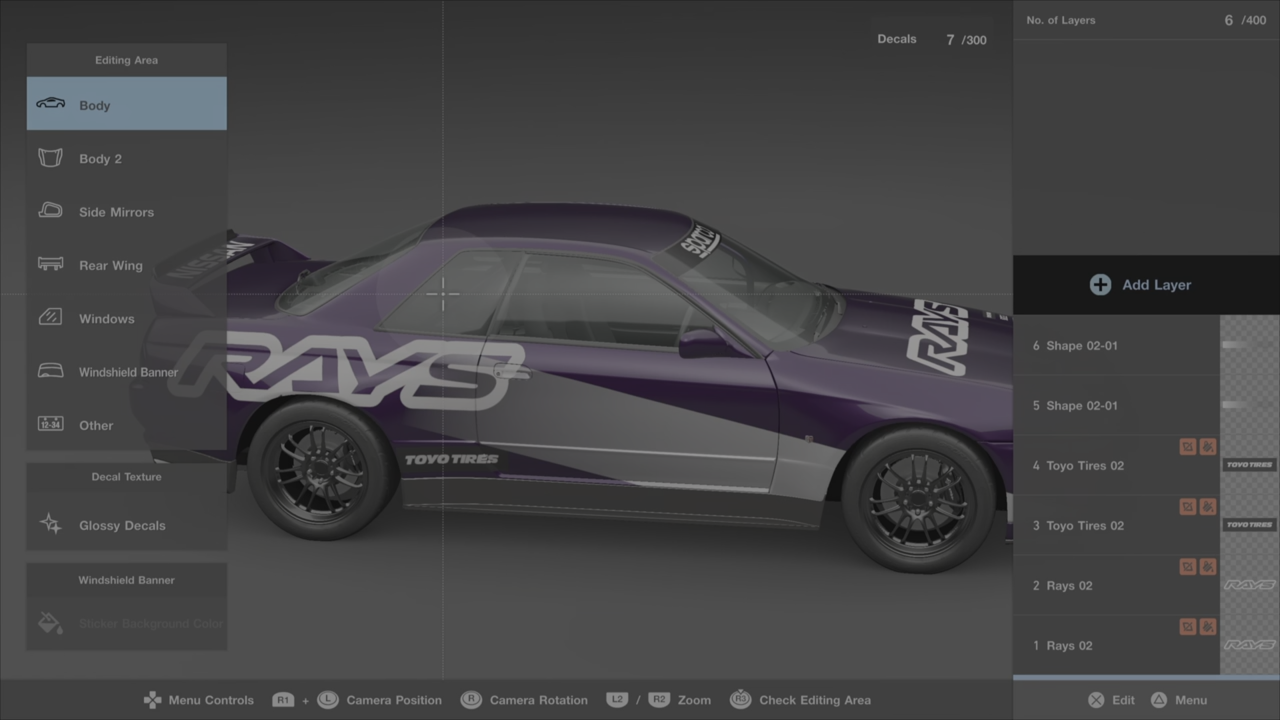 Editing Area
Body
Body 2
Side Mirrors
Rear Wing
Windows
Windshield Banner
Other
Decal Texture
Glossy Decals
Windshield Banner
Sticker Background Color
Decals 7 /300
NISSAN
RAYS
TOYO TIRES
RAYS
No. of Layers 6 /400
Add Layer
6 Shape 02-01
5 Shape 02-01
4 Toyo Tires 02
TOYO TIRES
3 Toyo Tires 02
TOYO TIRES
2 Rays 02
RAYS
1 Rays 02
RAYS
Menu Controls R1 + L Camera Position R Camera Rotation L2 / R2 Zoom R3 Check Editing Area Edit Menu